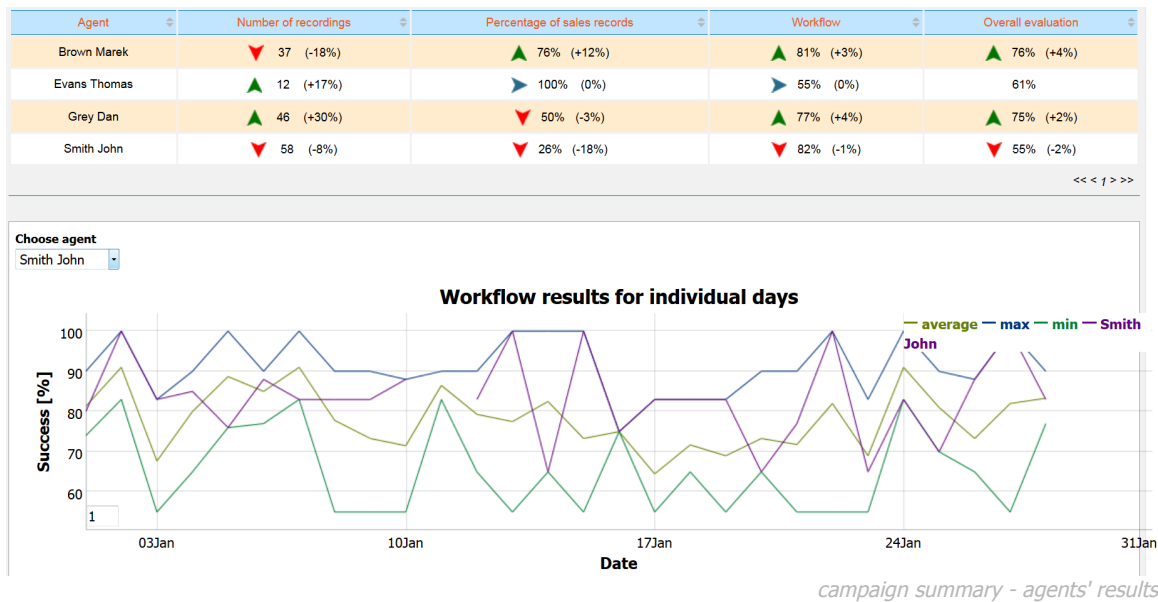 Agent Number of recordings Percentage of sales records Workflow Overall evaluation
Brown Marek 37 (-18%) 76% (+12%) 81% (+3%) 76% (+4%)
Evans Thomas 12 (+17%) 100% (0%) 55% (0%) 61%
Grey Dan 46 (+30%) 50% (-3%) 77% (+4%) 75% (+2%)
Smith John 58 (-8%) 26% (-18%) 82% (-1%) 55% (-2%)
<< < 1 > >>
Choose agent
Smith John
Workflow results for individual days
average max min Smith
John
100
90
80
70
60
Success [%]
1
03Jan 10Jan 17Jan 24Jan 31Jan
Date
campaign summary - agents' results